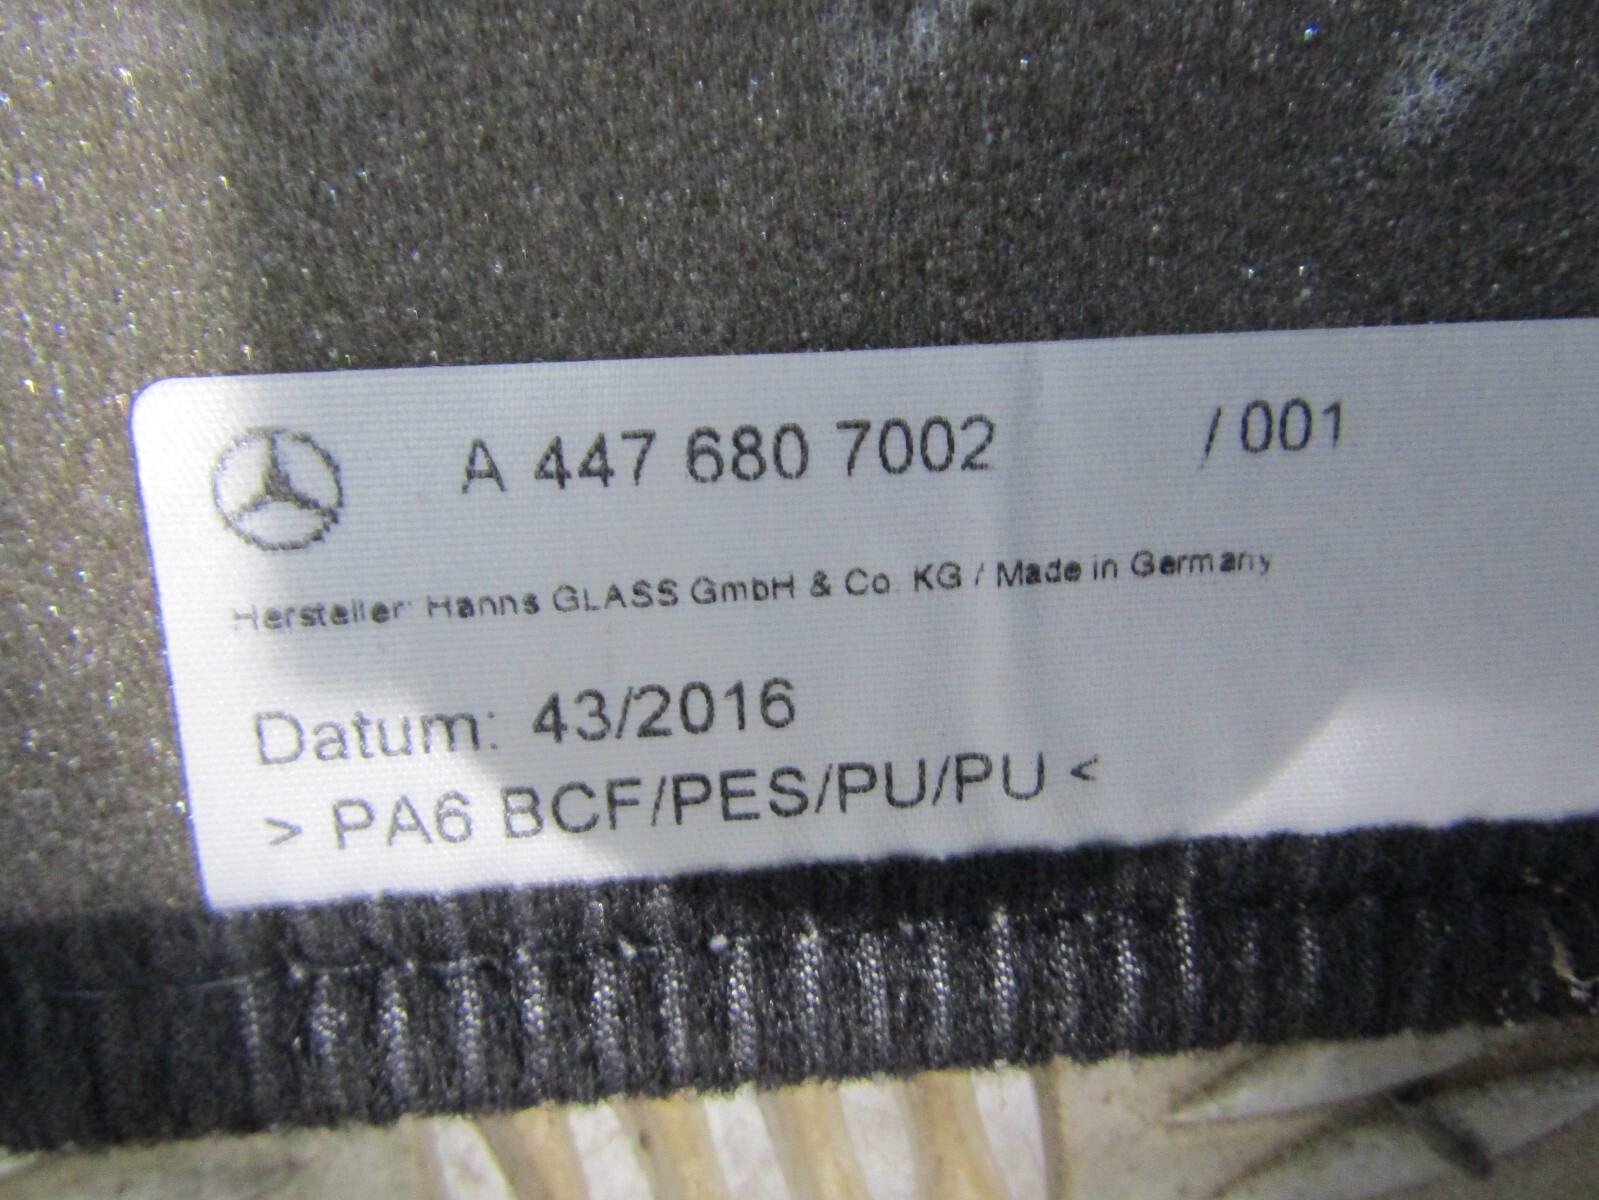 A 447 680 7002 /001
Hersteller: Hanns GLASS GmbH & Co. KG / Made in Germany
Datum: 43/2016
> PA6 BCF/PES/PU/PU <